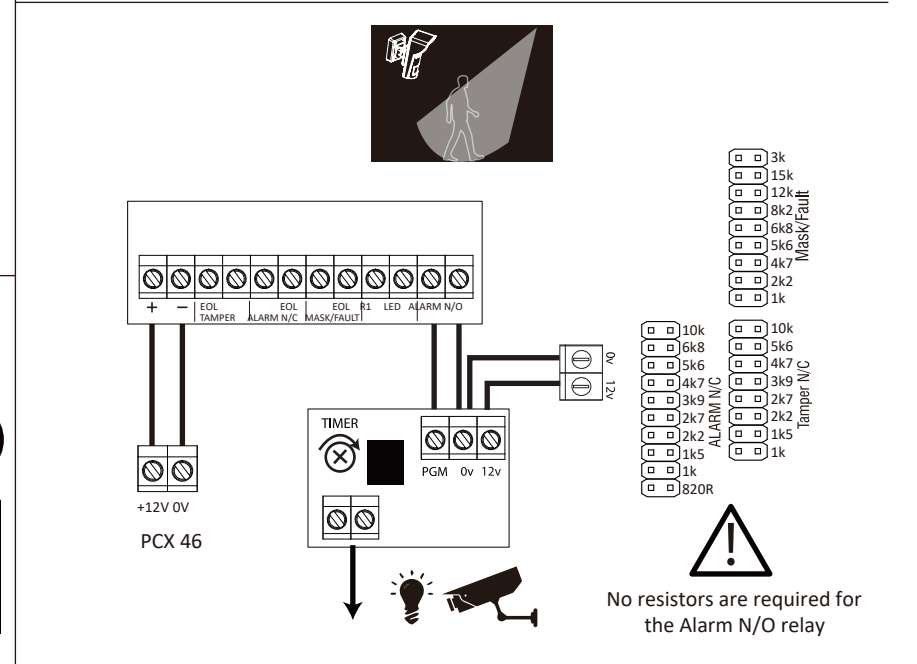 3k
15k
12k
8k2
6k8
5k6
4k7
2k2
1k
Mask/Fault
+ − EOL TAMPER EOL ALARM N/C EOL MASK/FAULT R1 LED ALARM N/O
0v
12v
10k
6k8
5k6
4k7
3k9
2k7
2k2
1k5
1k
820R
ALARM N/C
10k
5k6
4k7
3k9
2k7
2k2
1k5
1k
Tamper N/C
TIMER
PGM 0v 12v
+12V 0V
PCX 46
!
No resistors are required for
the Alarm N/O relay